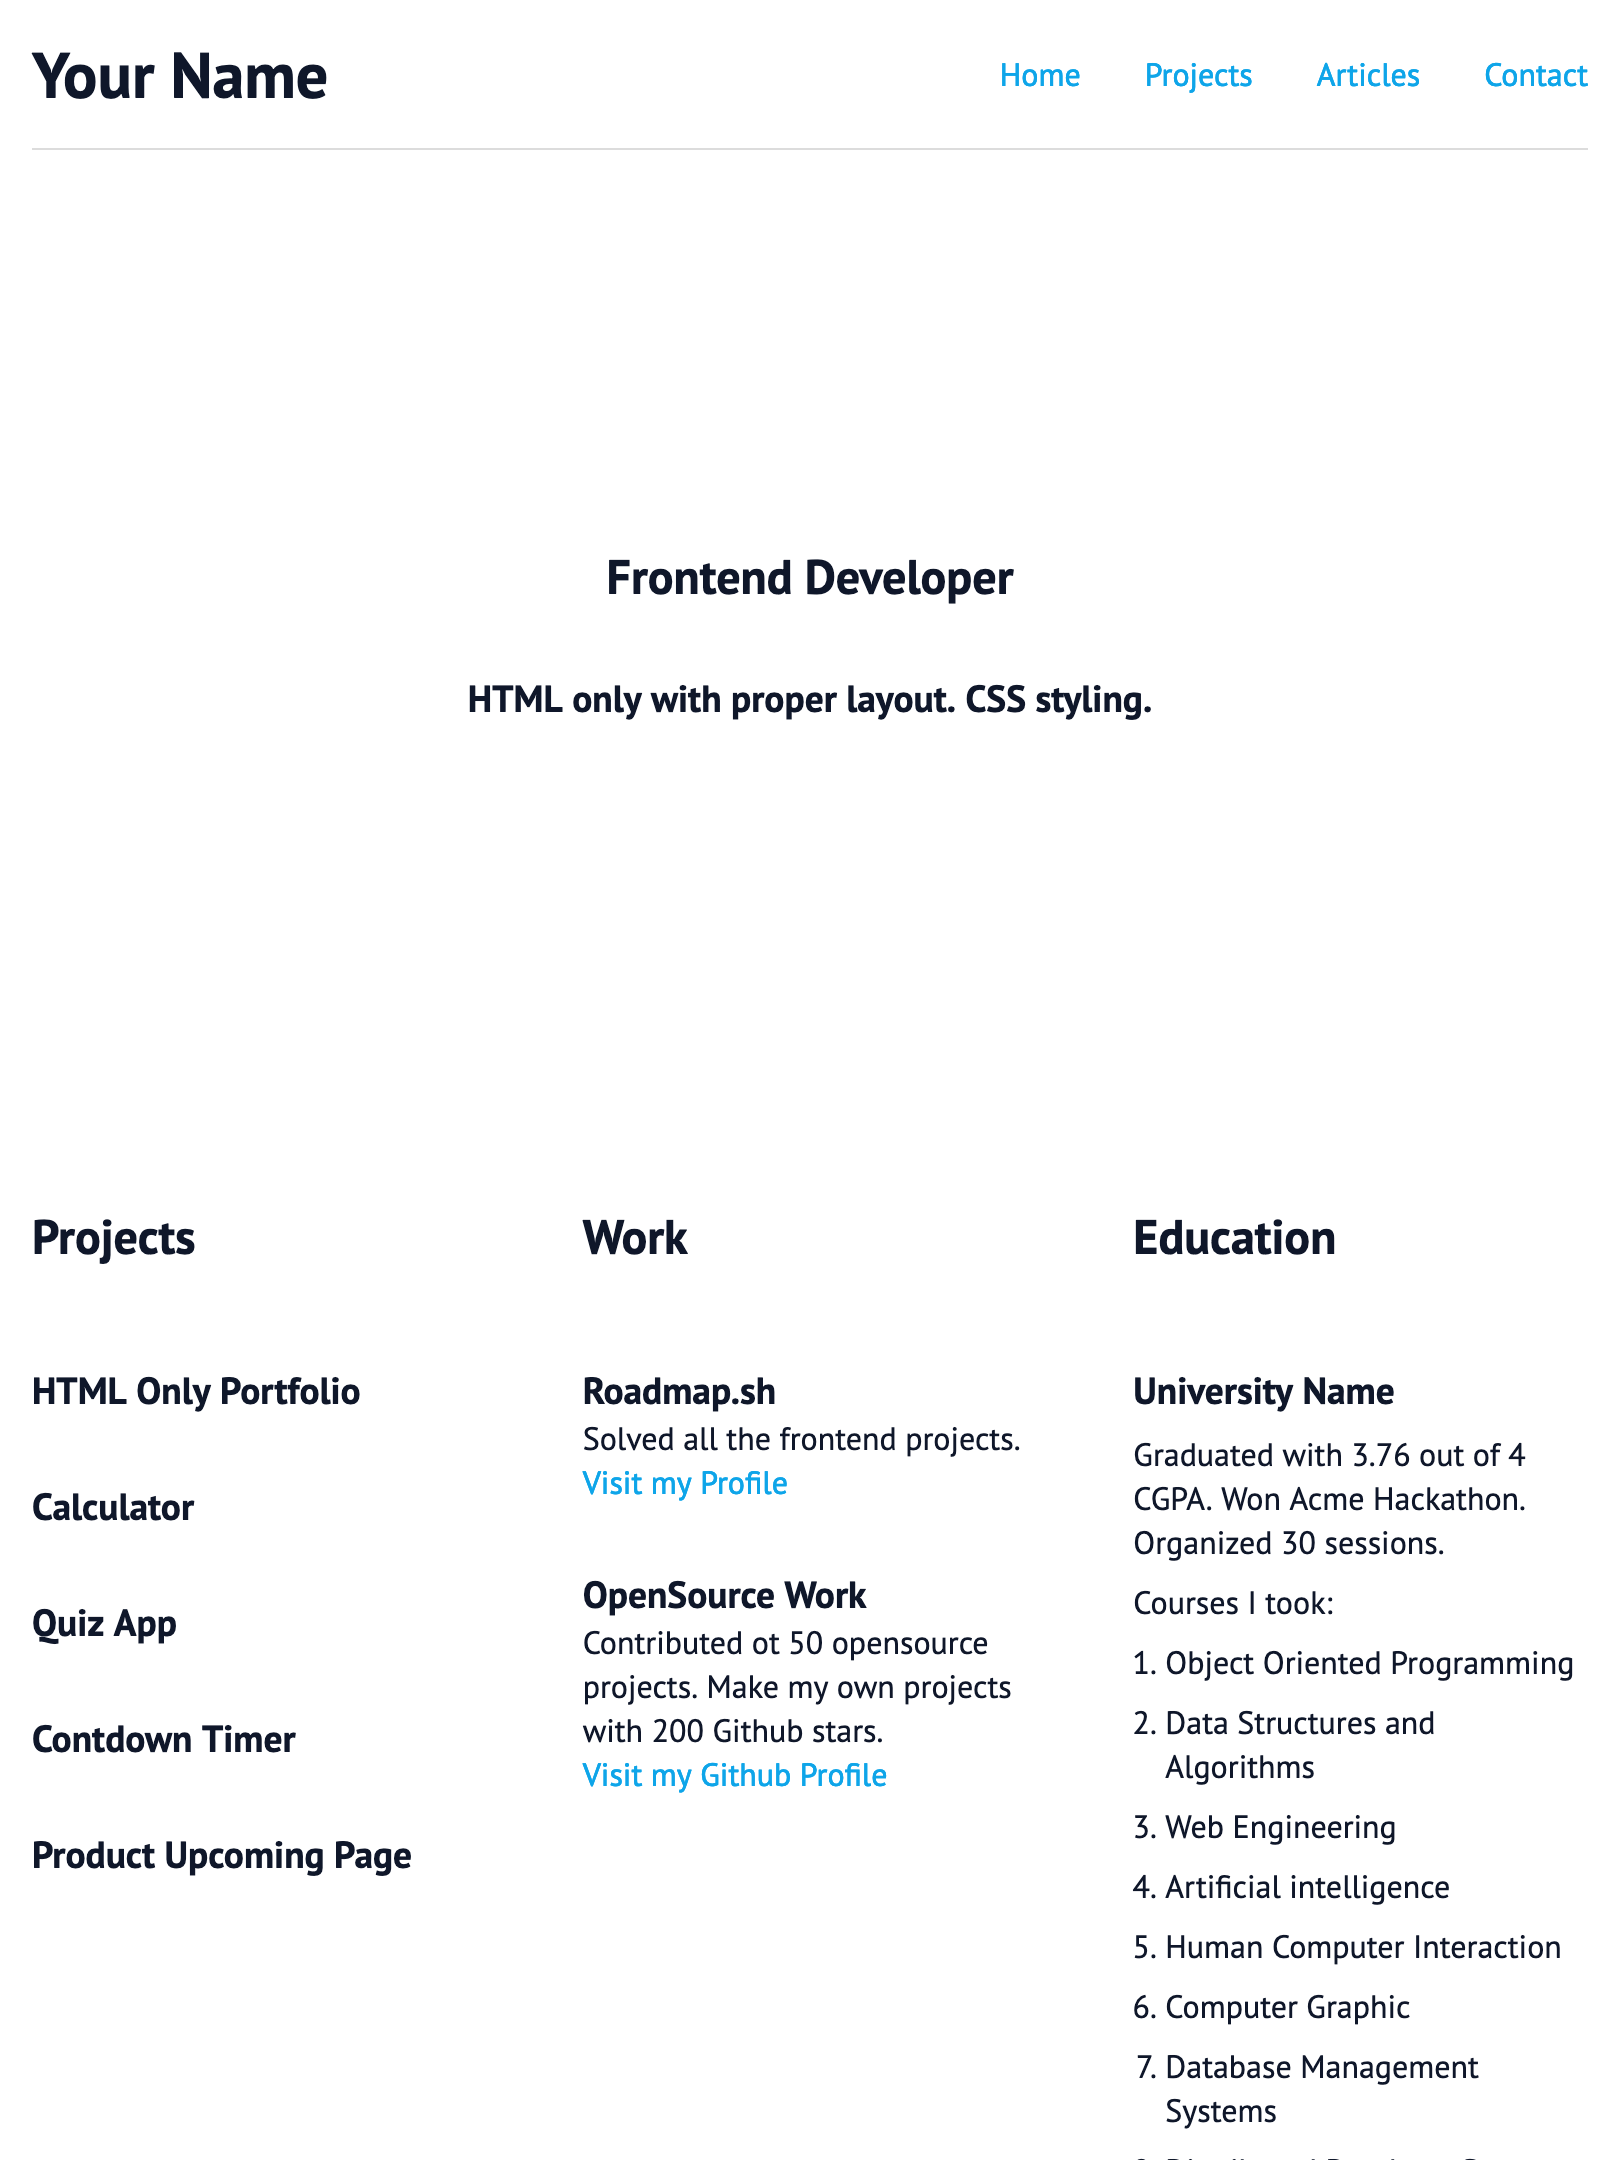 Your Name
Home Projects Articles Contact
Frontend Developer
HTML only with proper layout. CSS styling.
Projects
HTML Only Portfolio
Calculator
Quiz App
Contdown Timer
Product Upcoming Page
Work
Roadmap.sh
Solved all the frontend projects.
Visit my Profile
OpenSource Work
Contributed ot 50 opensource
projects. Make my own projects
with 200 Github stars.
Visit my Github Profile
Education
University Name
Graduated with 3.76 out of 4
CGPA. Won Acme Hackathon.
Organized 30 sessions.
Courses I took:
1. Object Oriented Programming
2. Data Structures and
Algorithms
3. Web Engineering
4. Artificial intelligence
5. Human Computer Interaction
6. Computer Graphic
7. Database Management
Systems